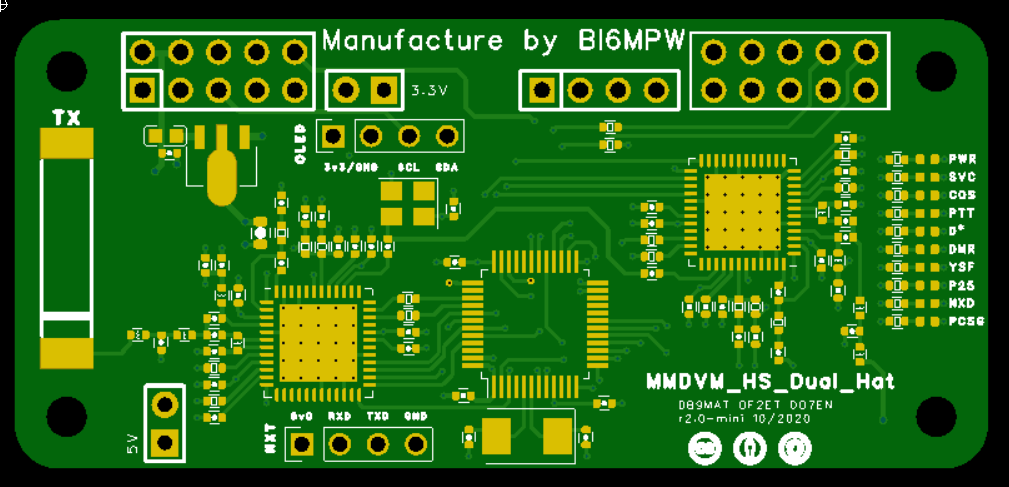 Manufacture by BI6MPW
3.3V
TX
OLED
3v3/GND SCL SDA
PWR
SVC
COS
PTT
D*
DMR
YSF
P25
NXD
PCSG
MMDVM_HS_Dual_Hat
DB9MAT DF2ET DO7EN
r2.0-mini 10/2020
5V
NXT
5v0 RXD TXD GND